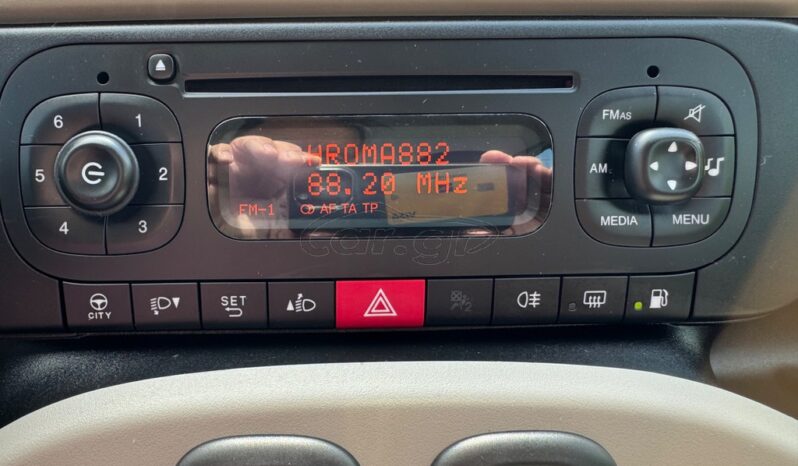 6 1
5 2
4 3
WROMA882
88.20 MHz
FM-1 AF TA TP
FMAS
AM
MEDIA MENU
CITY
SET
car.gr